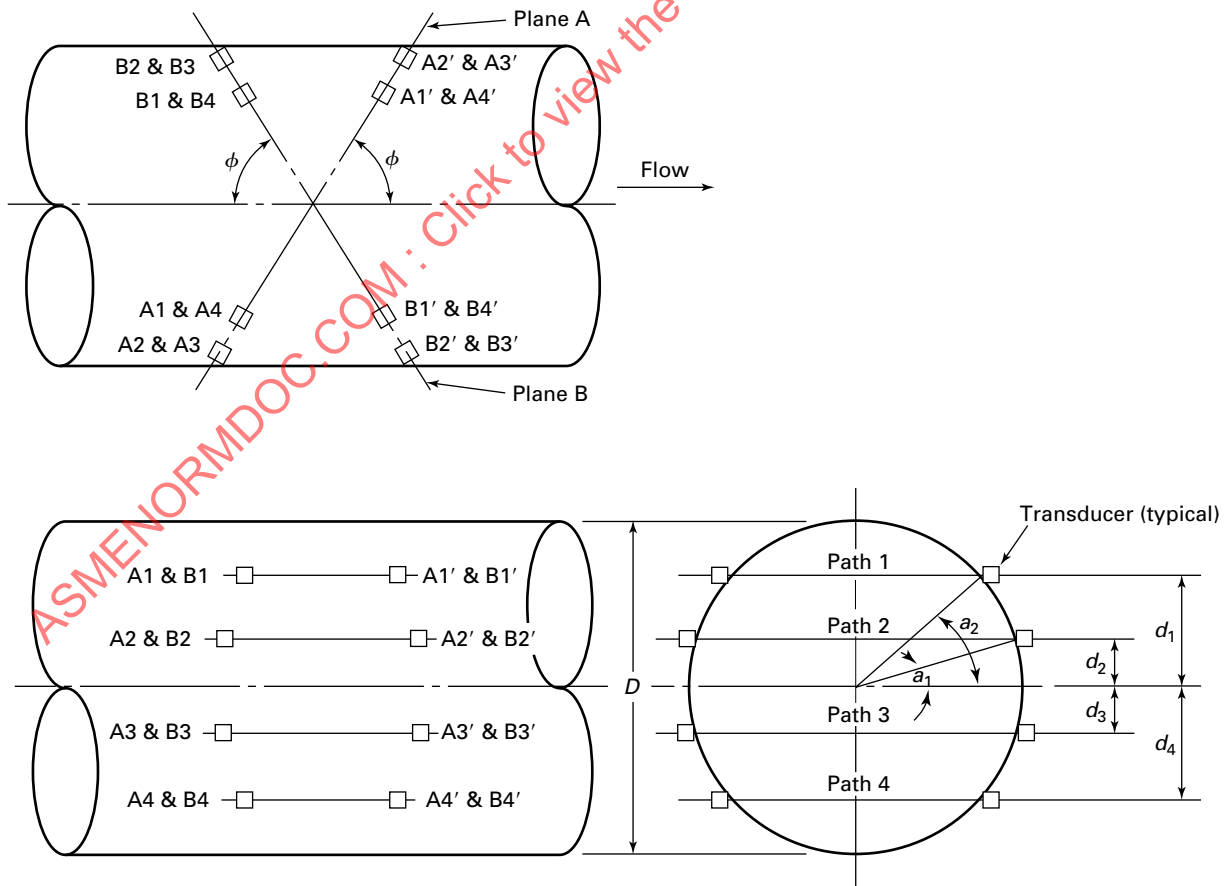 Plane A
B2 & B3
A2′ & A3′
B1 & B4
A1′ & A4′
ϕ
ϕ
Flow
A1 & A4
B1′ & B4′
A2 & A3
B2′ & B3′
Plane B
ASMENORMDOC.COM : Click to view the
Transducer (typical)
A1 & B1
A1′ & B1′
Path 1
A2 & B2
A2′ & B2′
Path 2
a2
d1
d2
a1
D
A3 & B3
A3′ & B3′
Path 3
d3
d4
A4 & B4
A4′ & B4′
Path 4